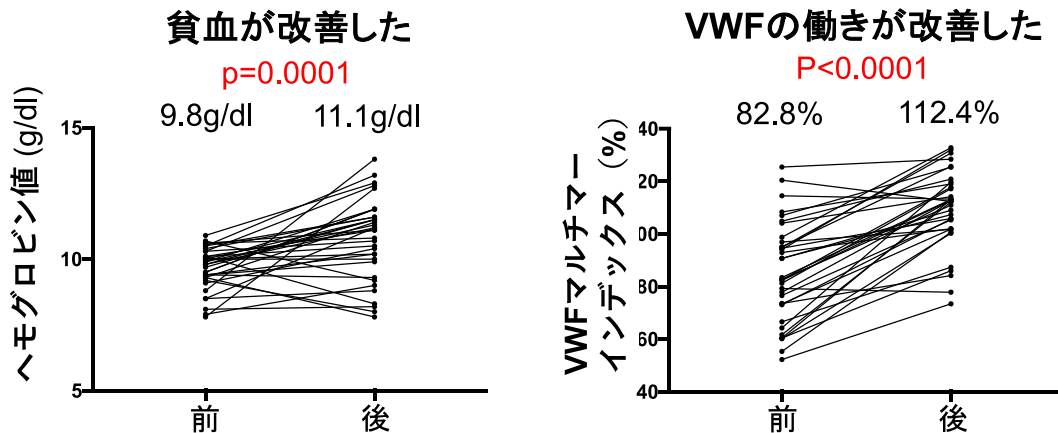 貧血が改善した
p=0.0001
9.8g/dl 11.1g/dl
ヘモグロビン値 (g/dl)
15
10
5
前 後
VWFの働きが改善した
P<0.0001
82.8% 112.4%
VWFマルチマー
インデックス (%)
40
20
00
80
60
40
前 後